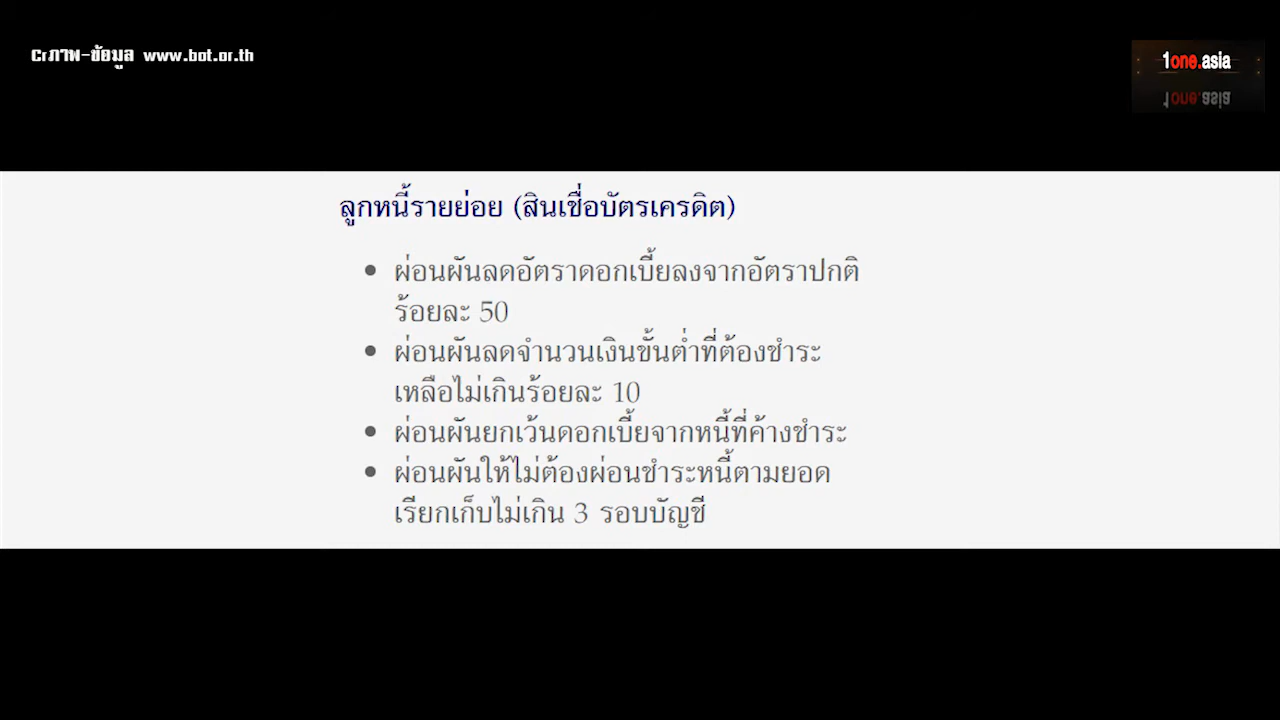 Crภาพ-ข้อมูล www.bot.or.th
1one.asia
ลูกหนี้รายย่อย (สินเชื่อบัตรเครดิต)
• ผ่อนผันลดอัตราดอกเบี้ยลงจากอัตราปกติ
ร้อยละ 50
• ผ่อนผันลดจำนวนเงินขั้นต่ำที่ต้องชำระ
เหลือไม่เกินร้อยละ 10
• ผ่อนผันยกเว้นดอกเบี้ยจากหนี้ที่ค้างชำระ
• ผ่อนผันให้ไม่ต้องผ่อนชำระหนี้ตามยอด
เรียกเก็บไม่เกิน 3 รอบบัญชี